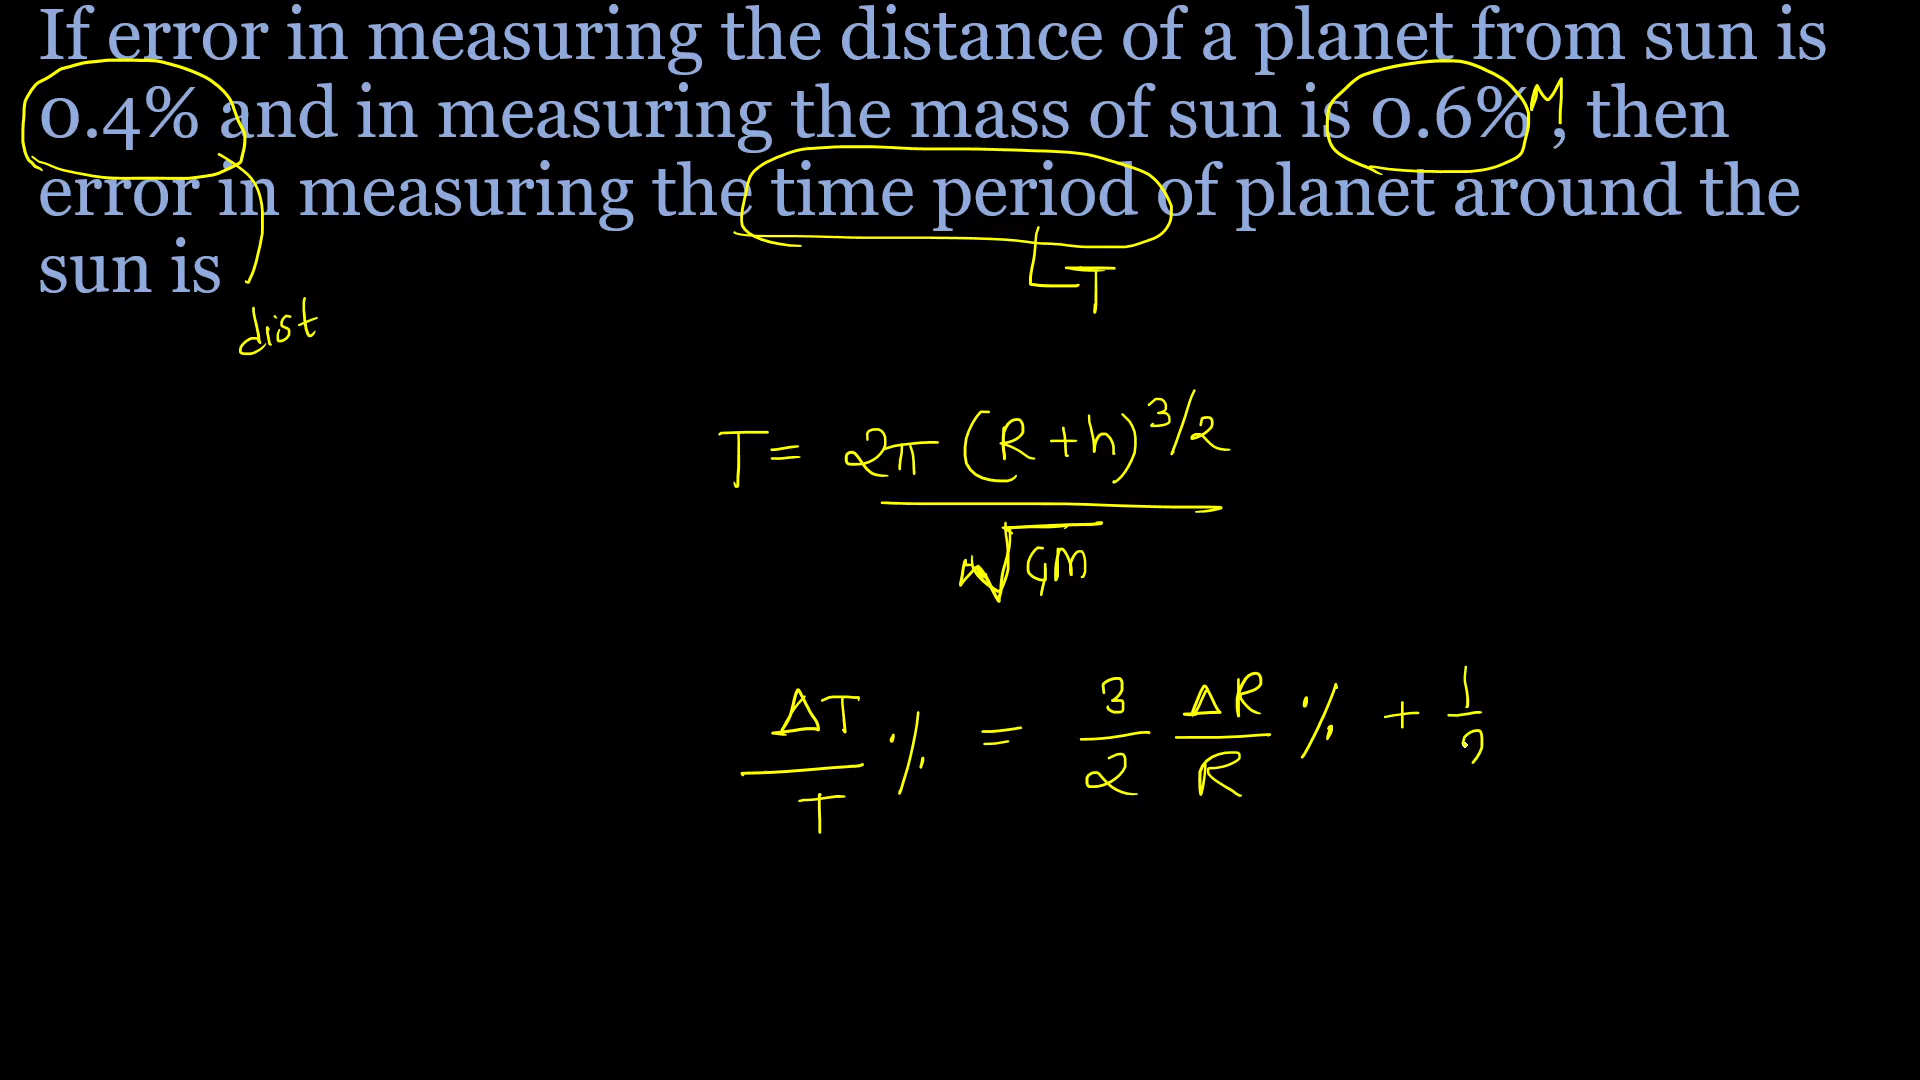 If error in measuring the distance of a planet from sun is
0.4% and in measuring the mass of sun is 0.6% M, then
error in measuring the time period of planet around the
sun is
T
dist
T = 2π (R + h)^3/2
√GM
ΔT/T % = 3/2 ΔR/R % + 1/2